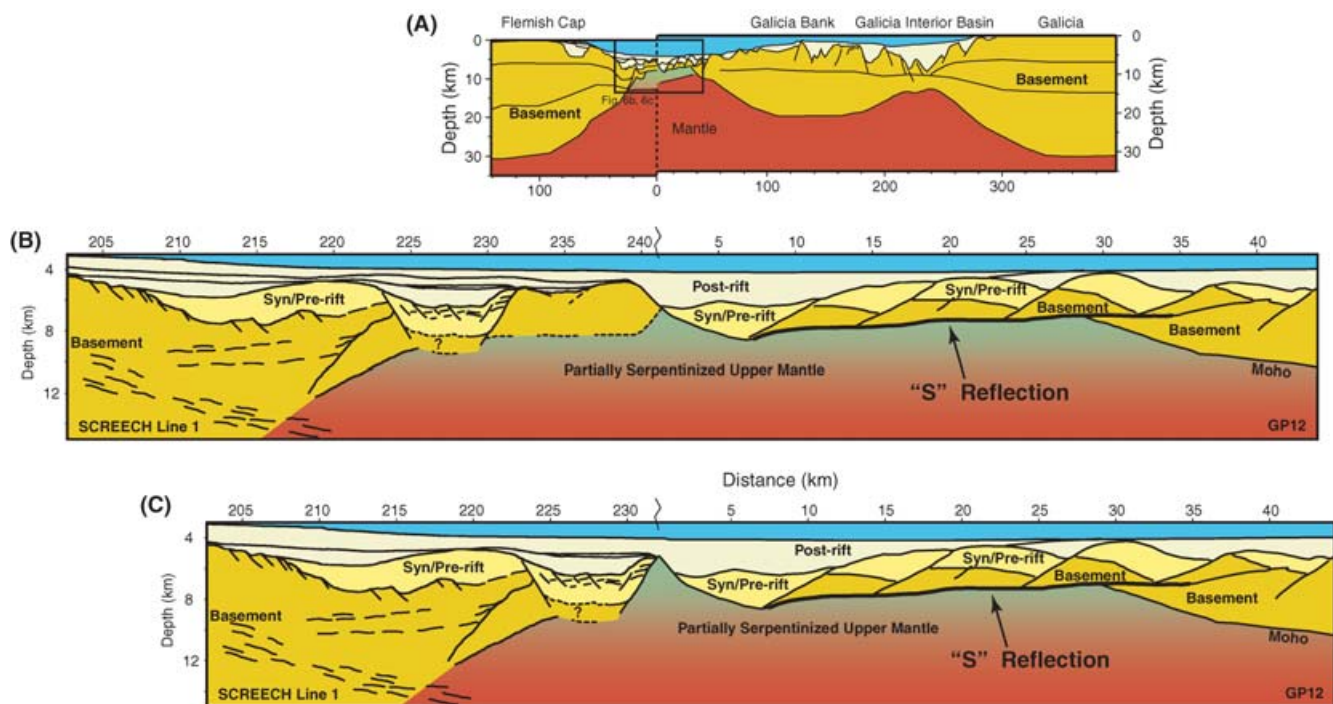 (A)
Flemish Cap Galicia Bank Galicia Interior Basin Galicia
0 0
10 10
20 20
30 30
Depth (km)
Depth (km)
Basement
Basement
Fig. 6b, 6c
Mantle
100 0 100 200 300
(B)
205 210 215 220 225 230 235 240 5 10 15 20 25 30 35 40
4
8
12
Depth (km)
Syn/Pre-rift
Post-rift
Syn/Pre-rift
Syn/Pre-rift
Basement
Basement
Basement
?
Partially Serpentinized Upper Mantle
"S" Reflection
Moho
SCREECH Line 1
GP12
Distance (km)
(C)
205 210 215 220 225 230 5 10 15 20 25 30 35 40
4
8
12
Depth (km)
Syn/Pre-rift
Post-rift
Syn/Pre-rift
Syn/Pre-rift
Basement
Basement
Basement
?
Partially Serpentinized Upper Mantle
"S" Reflection
Moho
SCREECH Line 1
GP12